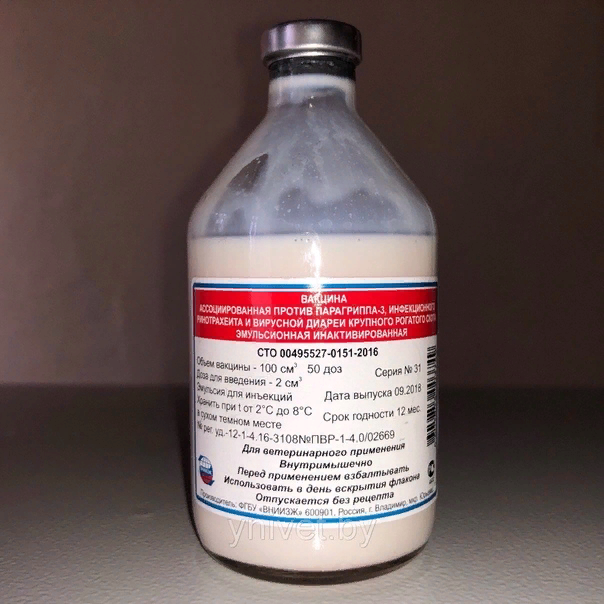 ВАКЦИНА
АССОЦИИРОВАННАЯ ПРОТИВ ПАРАГРИППА-3, ИНФЕКЦИОННОГО
РИНОТРАХЕИТА И ВИРУСНОЙ ДИАРЕИ КРУПНОГО РОГАТОГО СКОТА
ЭМУЛЬСИОННАЯ ИНАКТИВИРОВАННАЯ
СТО 00495527-0151-2016
Объем вакцины - 100 см³ 50 доз
Серия № 31
Доза для введения - 2 см³
Дата выпуска 09.2018
Эмульсия для инъекций
Хранить при t от 2°C до 8°C
Срок годности 12 мес.
в сухом темном месте
№ рег. уд.-12-1-4.16-3108№ПВР-1-4.0/02669
Для ветеринарного применения
Внутримышечно
Перед применением взбалтывать
Использовать в день вскрытия флакона
Отпускается без рецепта
Производитель: ФГБУ «ВНИИЗЖ» 600901, Россия, г. Владимир, мкр. Юрьевец
ynivet.by